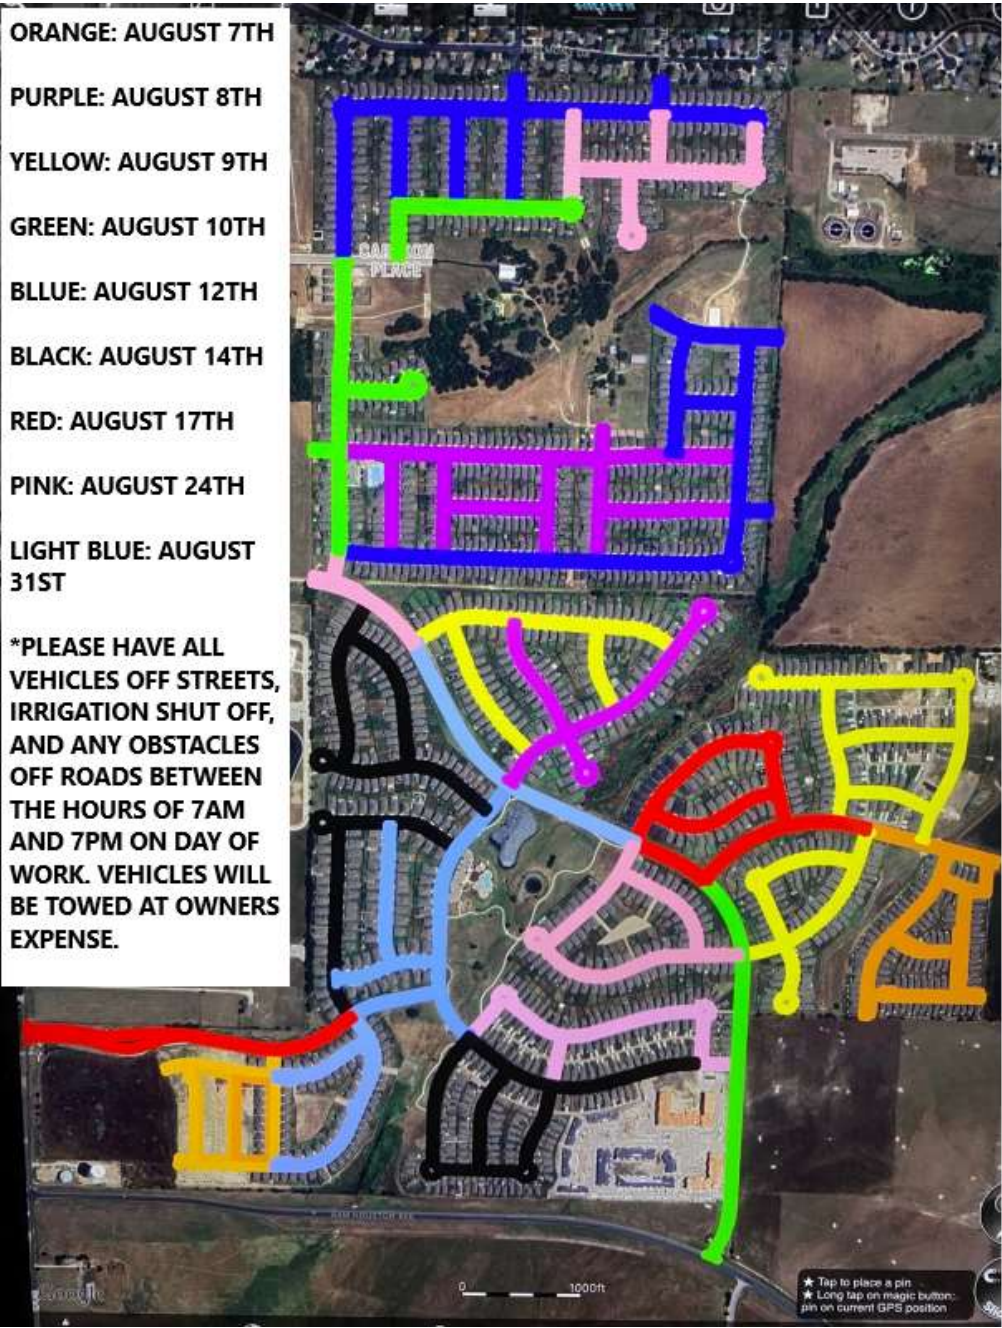 ORANGE: AUGUST 7TH
PURPLE: AUGUST 8TH
YELLOW: AUGUST 9TH
GREEN: AUGUST 10TH
BLLUE: AUGUST 12TH
BLACK: AUGUST 14TH
RED: AUGUST 17TH
PINK: AUGUST 24TH
LIGHT BLUE: AUGUST
31ST
*PLEASE HAVE ALL
VEHICLES OFF STREETS,
IRRIGATION SHUT OFF,
AND ANY OBSTACLES
OFF ROADS BETWEEN
THE HOURS OF 7AM
AND 7PM ON DAY OF
WORK. VEHICLES WILL
BE TOWED AT OWNERS
EXPENSE.
PLACE
SAM HOUSTON AVE
Google
0 1000ft
★ Tap to place a pin
★ Long tap on magic button:
pin on current GPS position